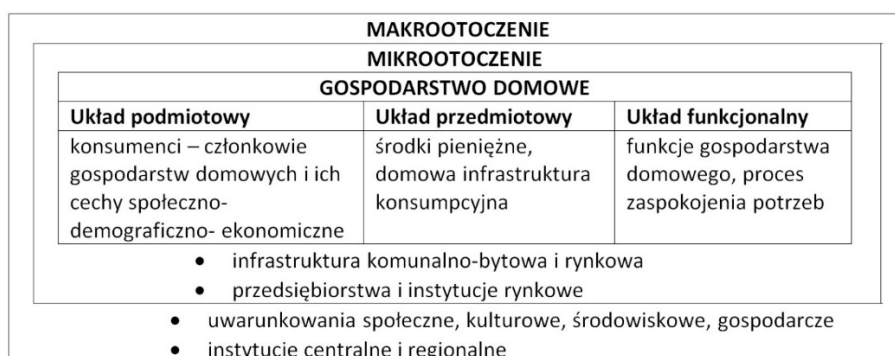 MAKROOTOCZENIE
MIKROOTOCZENIE
GOSPODARSTWO DOMOWE
Układ podmiotowy
konsumenci – członkowie
gospodarstw domowych i ich
cechy społeczno-
demograficzno- ekonomiczne
Układ przedmiotowy
środki pieniężne,
domowa infrastruktura
konsumpcyjna
Układ funkcjonalny
funkcje gospodarstwa
domowego, proces
zaspokojenia potrzeb
• infrastruktura komunalno-bytowa i rynkowa
• przedsiębiorstwa i instytucje rynkowe
• uwarunkowania społeczne, kulturowe, środowiskowe, gospodarcze
• instytucje centralne i regionalne